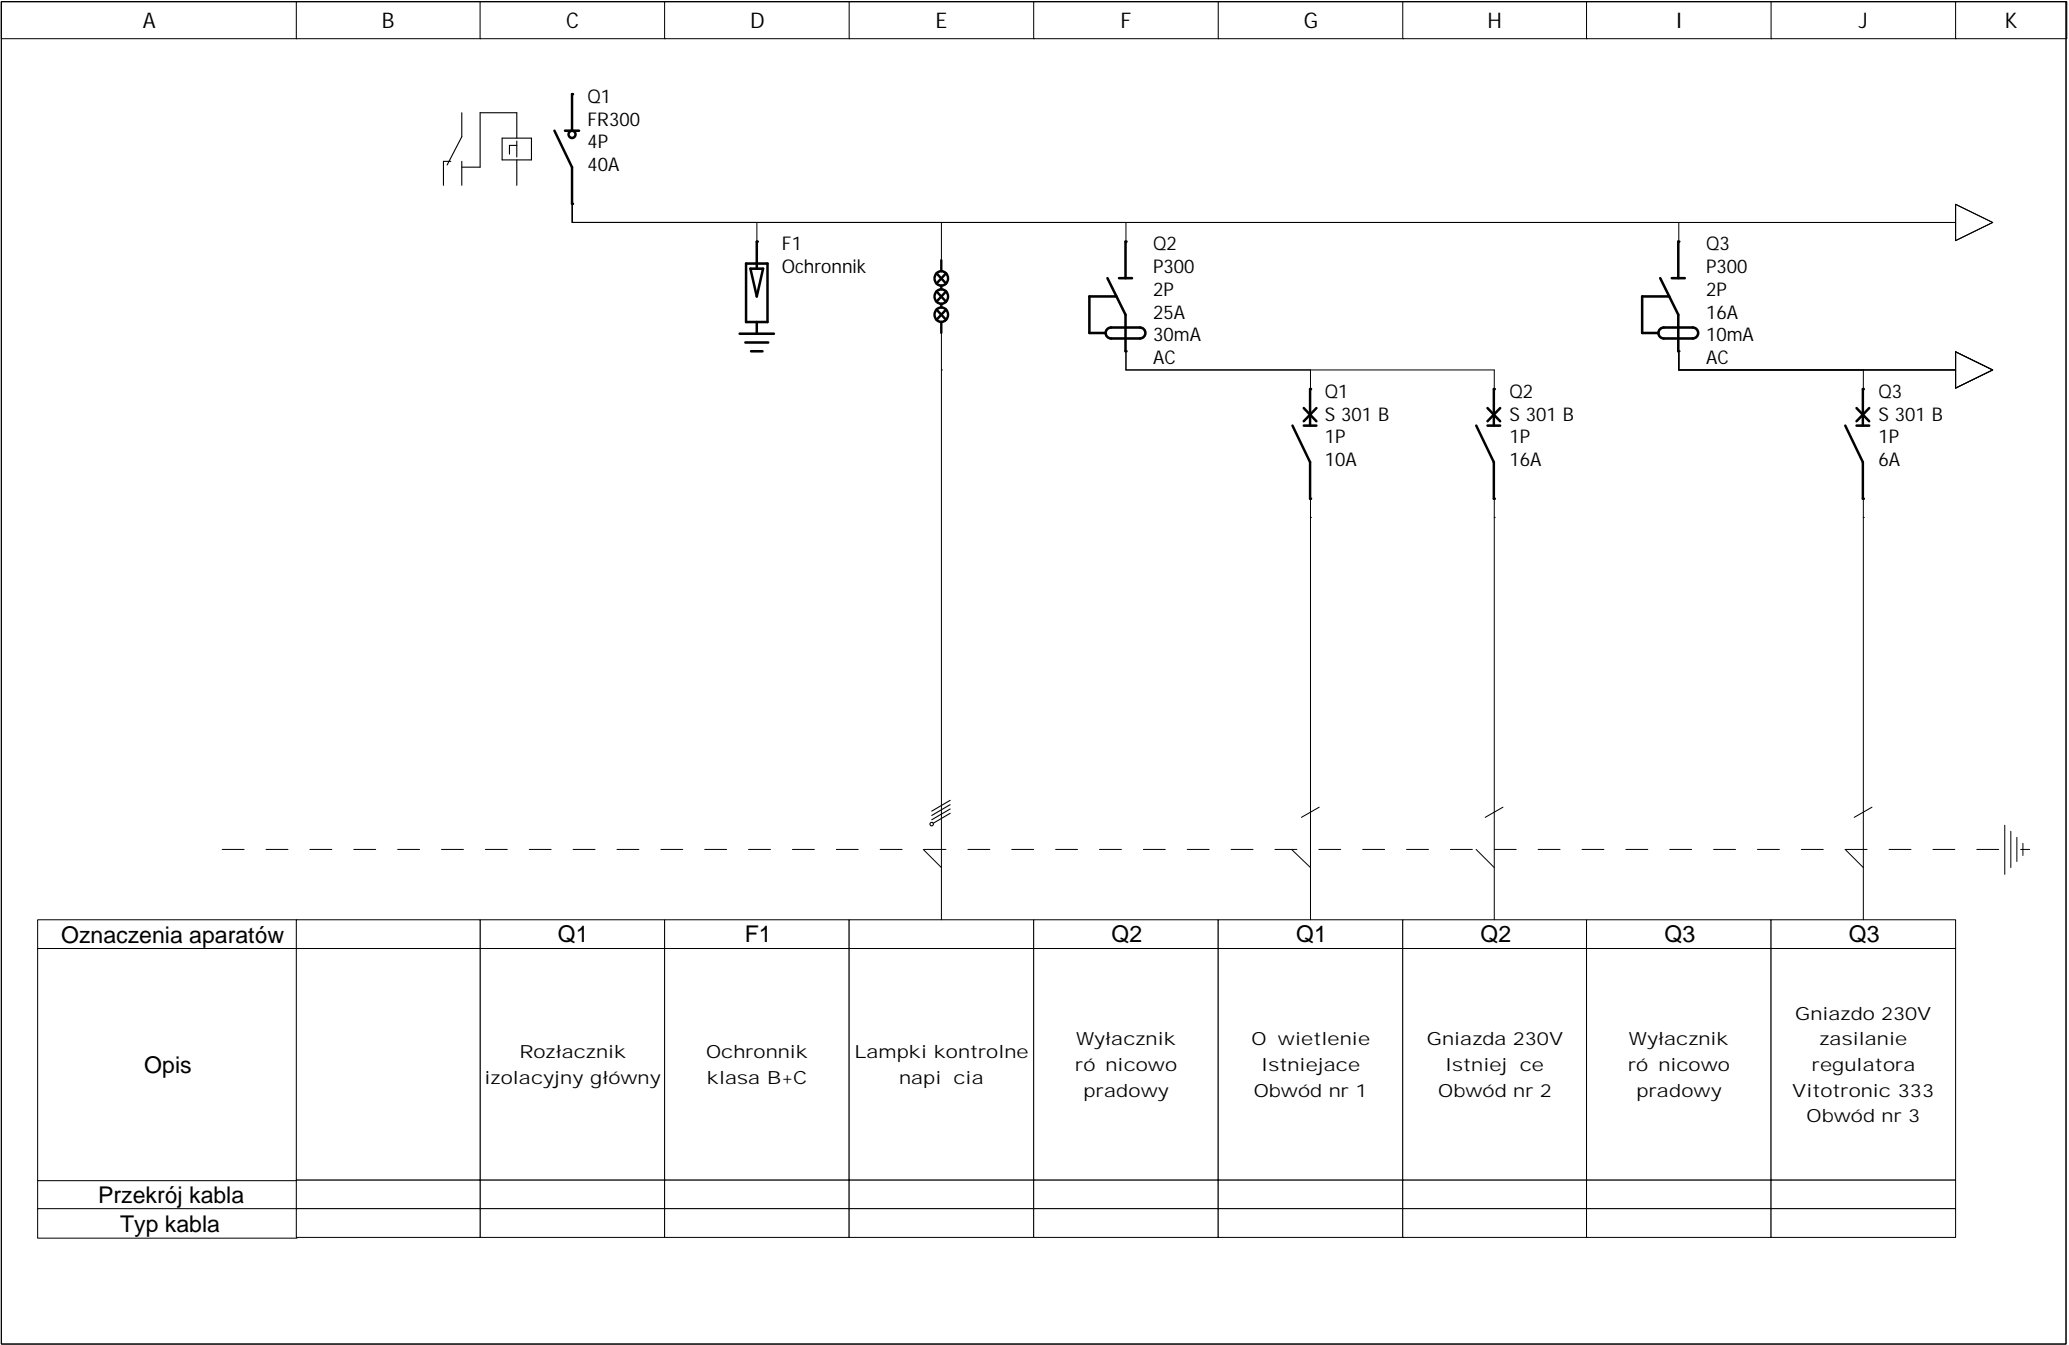 A B C D E F G H I J K
Q1
FR300
4P
40A
F1
Ochronnik
Q2
P300
2P
25A
30mA
AC
Q3
P300
2P
16A
10mA
AC
Q1
S 301 B
1P
10A
Q2
S 301 B
1P
16A
Q3
S 301 B
1P
6A
Oznaczenia aparatów Q1 F1 Q2 Q1 Q2 Q3 Q3
Opis
Rozłacznik
izolacyjny główny
Ochronnik
klasa B+C
Lampki kontrolne
napi cia
Wyłacznik
ró nicowo
pradowy
O wietlenie
Istniejace
Obwód nr 1
Gniazda 230V
Istniej ce
Obwód nr 2
Wyłacznik
ró nicowo
pradowy
Gniazdo 230V
zasilanie
regulatora
Vitotronic 333
Obwód nr 3
Przekrój kabla
Typ kabla